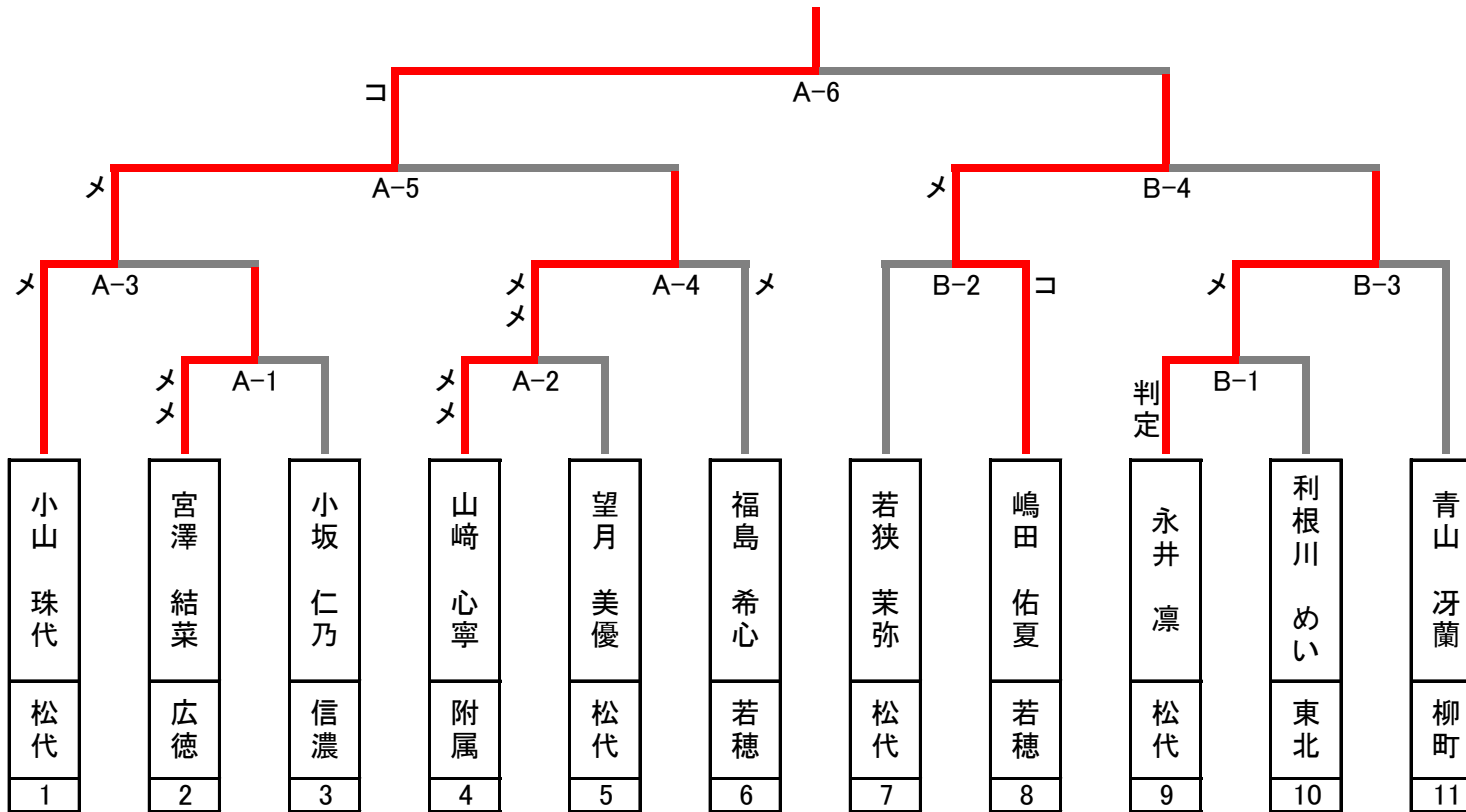 コ
A-6
メ
A-5
メ
B-4
メ
A-3
メ
メ
A-4
メ
B-2
コ
メ
B-3
メ
メ
A-1
メ
メ
A-2
判定
B-1
小山 珠代
宮澤 結菜
小坂 仁乃
山﨑 心寧
望月 美優
福島 希心
若狭 茉弥
嶋田 佑夏
永井 凛
利根川 めい
青山 冴蘭
松代
広徳
信濃
附属
松代
若穂
松代
若穂
松代
東北
柳町
1
2
3
4
5
6
7
8
9
10
11